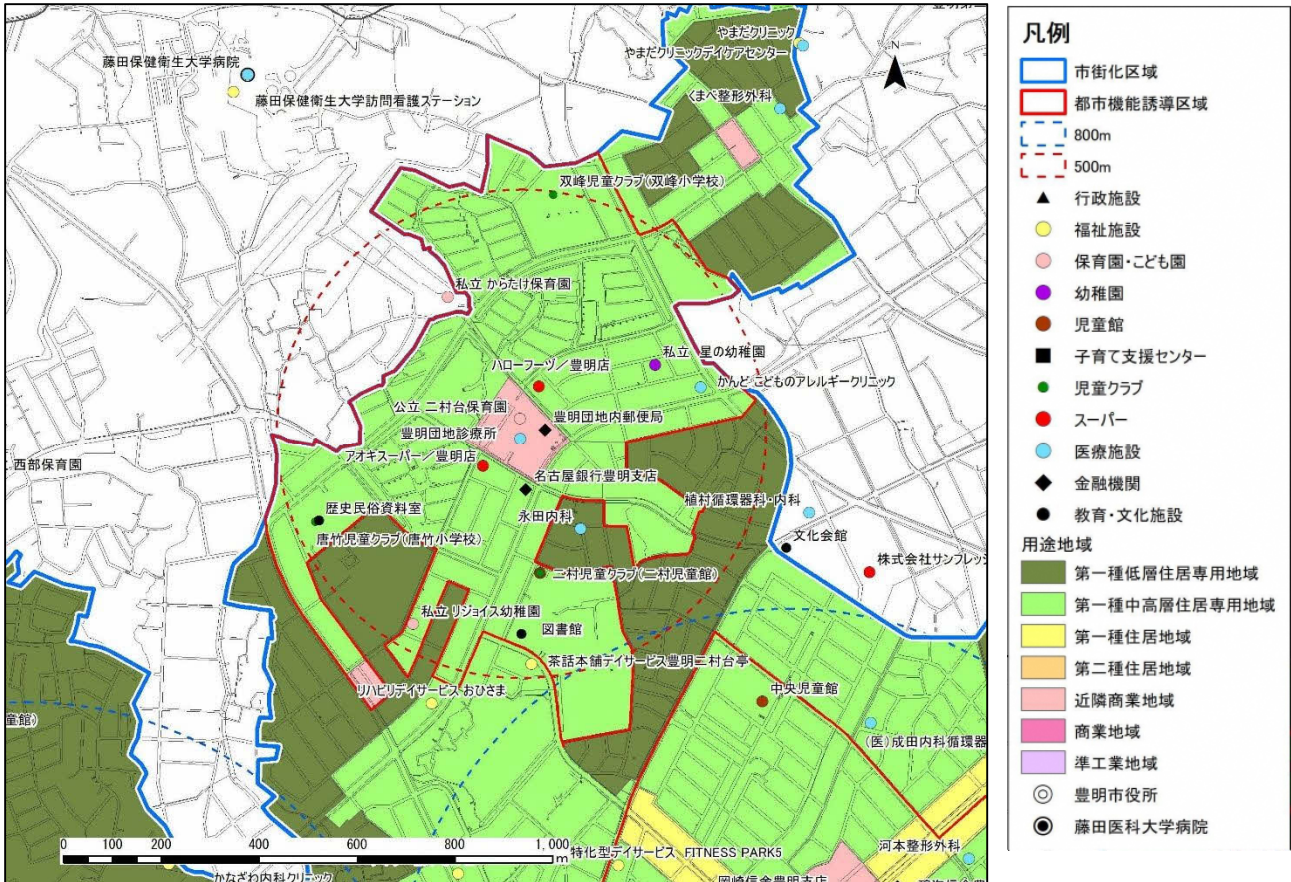 やまだクリニック
やまだクリニックデイケアセンター
N
藤田保健衛生大学病院
藤田保健衛生大学訪問看護ステーション
くまべ整形外科
双峰児童クラブ(双峰小学校)
私立 からたけ保育園
私立 星の幼稚園
ハローフーヅ/豊明店
かんど こどものアレルギークリニック
公立 二村台保育園
豊明団地内郵便局
豊明団地診療所
アオキスーパー/豊明店
西部保育園
名古屋銀行豊明支店
植村循環器科・内科
歴史民俗資料室
永田内科
文化会館
唐竹児童クラブ(唐竹小学校)
株式会社サンフレッシ
二村児童クラブ(二村児童館)
私立 リジョイス幼稚園
図書館
茶話本舗デイサービス豊明二村台亭
リハビリデイサービス おひさま
中央児童館
童館)
(医)成田内科循環器
0 200 400 600 800 1,000
m
特化型デイサービス FITNESS PARK5
河本整形外科
かなざわ内科クリニック
岡崎信金豊明支店
凡例
市街化区域
都市機能誘導区域
800m
500m
行政施設
福祉施設
保育園・こども園
幼稚園
児童館
子育て支援センター
児童クラブ
スーパー
医療施設
金融機関
教育・文化施設
用途地域
第一種低層住居専用地域
第一種中高層住居専用地域
第一種住居地域
第二種住居地域
近隣商業地域
商業地域
準工業地域
豊明市役所
藤田医科大学病院